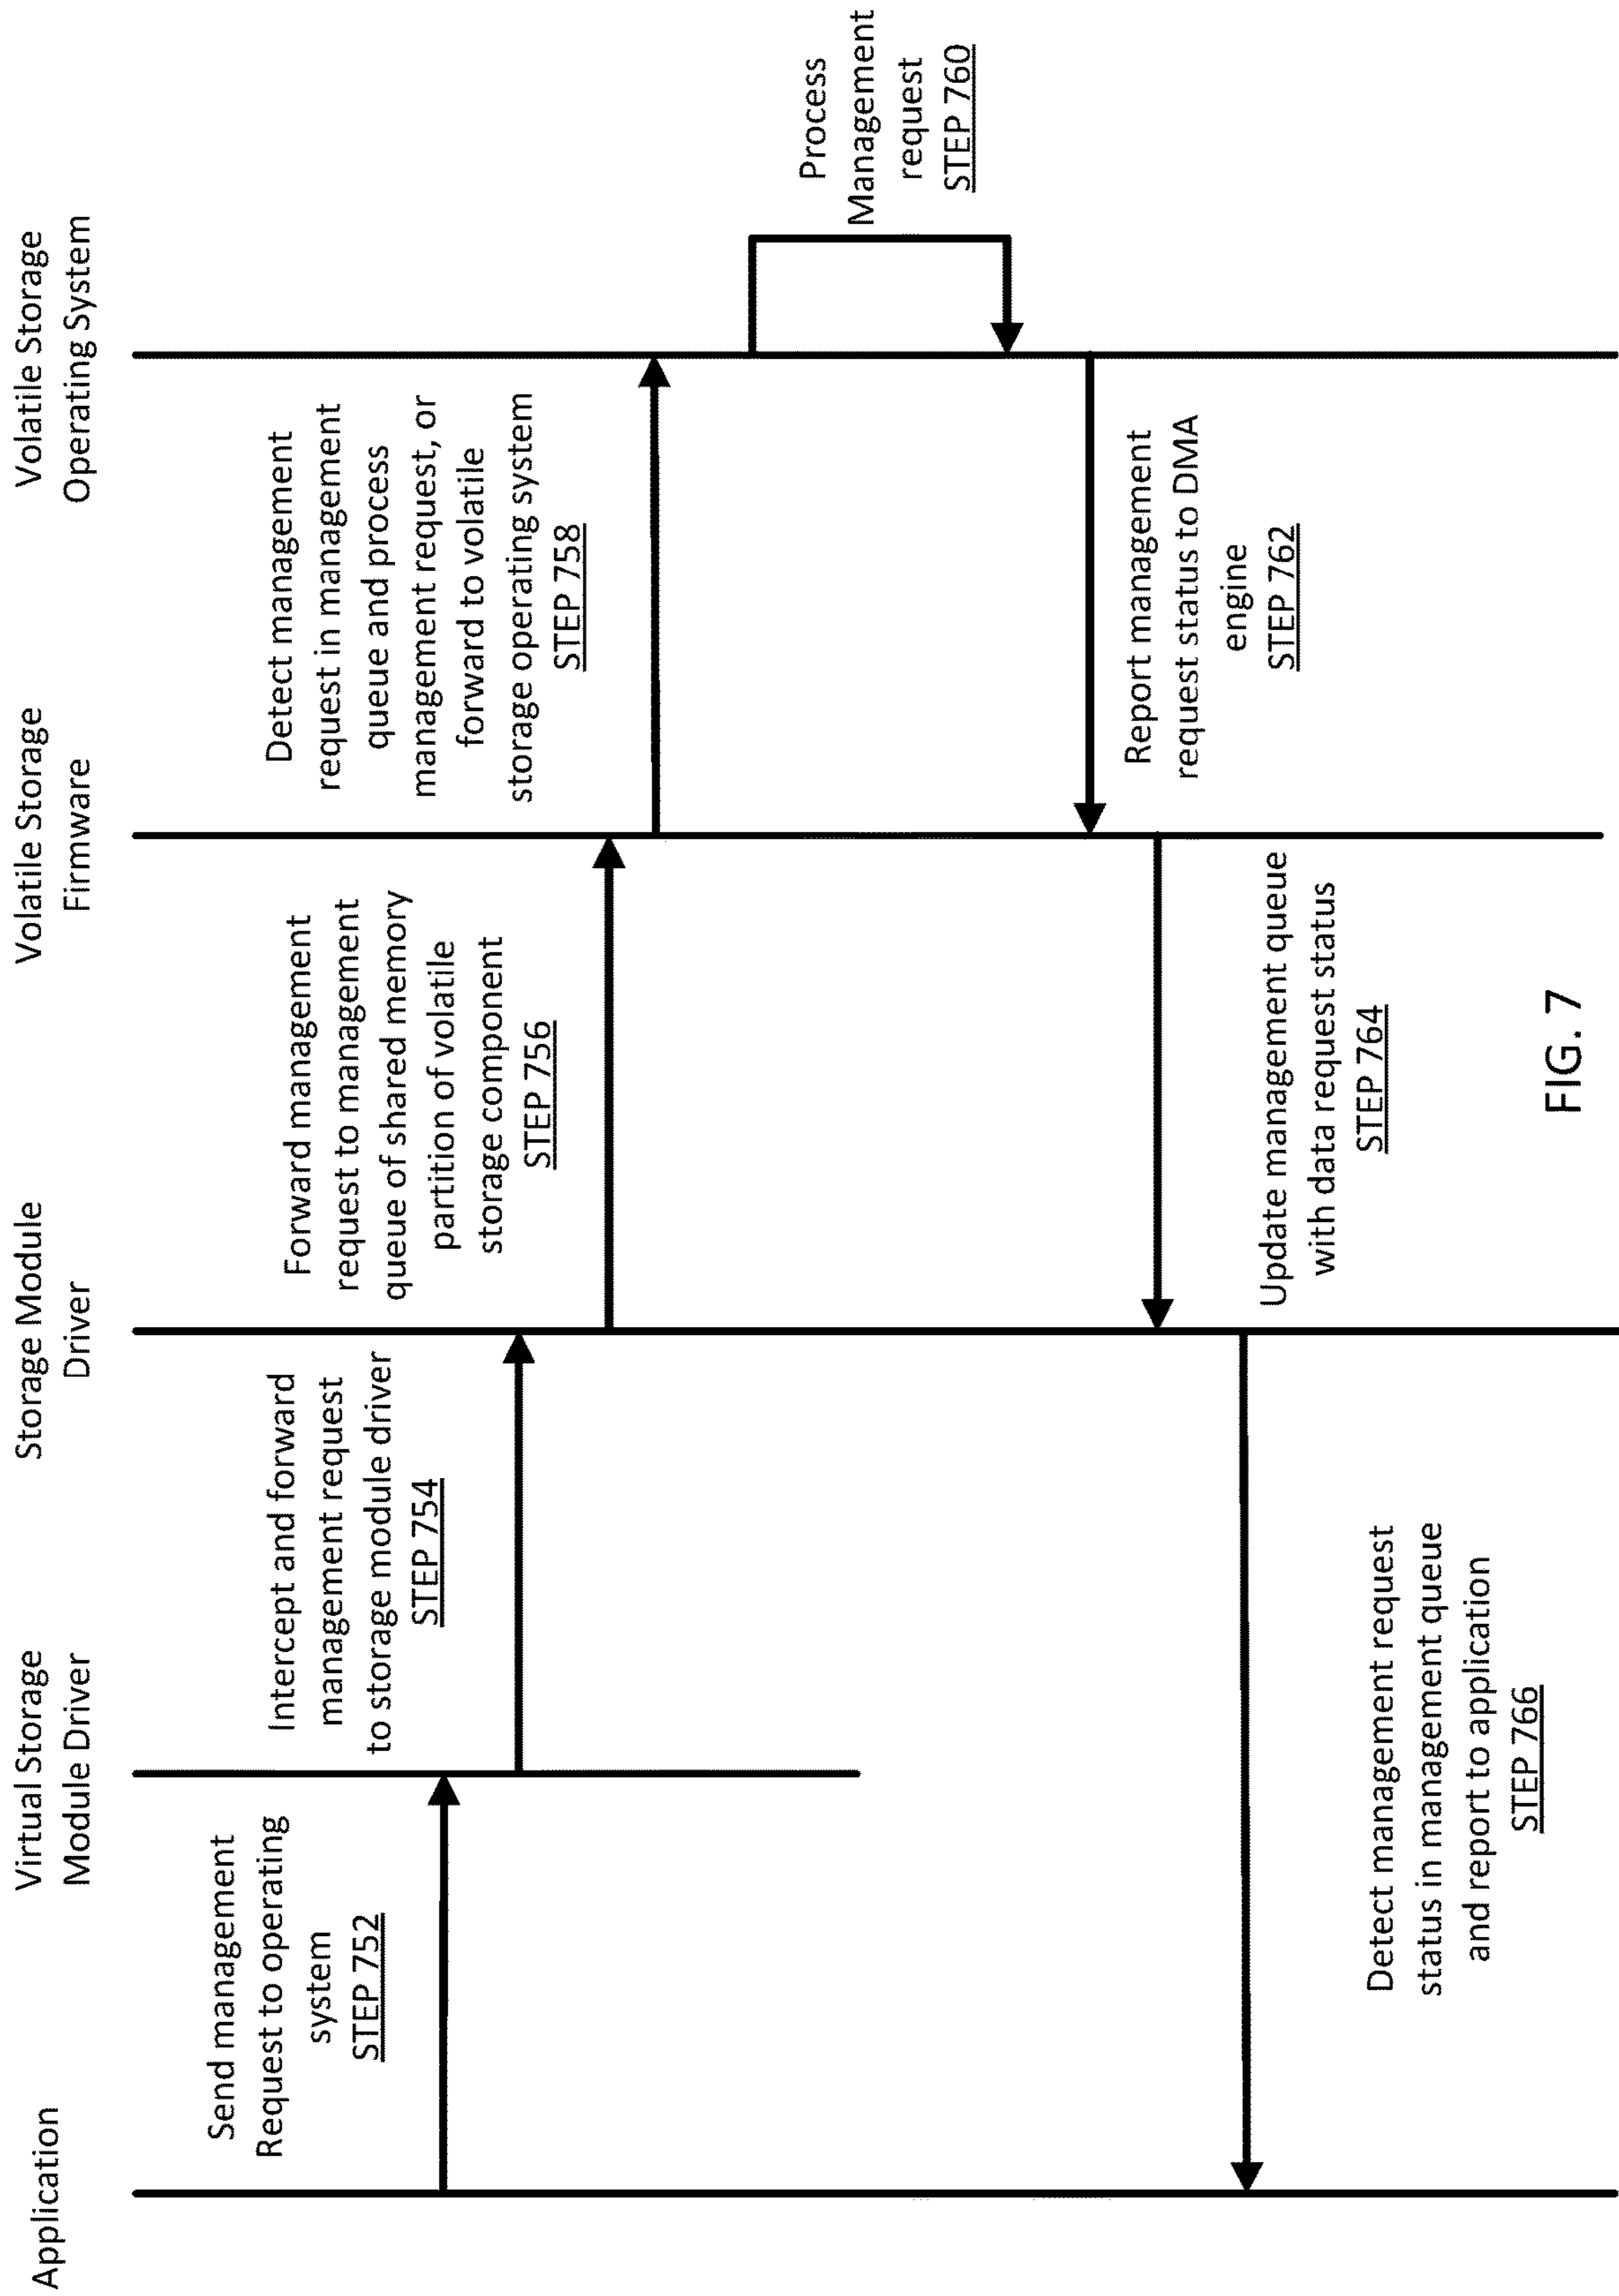 Application
Virtual Storage
Module Driver
Storage Module
Driver
Volatile Storage
Firmware
Volatile Storage
Operating System
Send management
Request to operating
system
STEP 752
Intercept and forward
management request
to storage module driver
STEP 754
Forward management
request to management
queue of shared memory
partition of volatile
storage component
STEP 756
Detect management
request in management
queue and process
management request, or
forward to volatile
storage operating system
STEP 758
Process
Management
request
STEP 760
Report management
request status to DMA
engine
STEP 762
Update management queue
with data request status
STEP 764
Detect management request
status in management queue
and report to application
STEP 766
FIG. 7